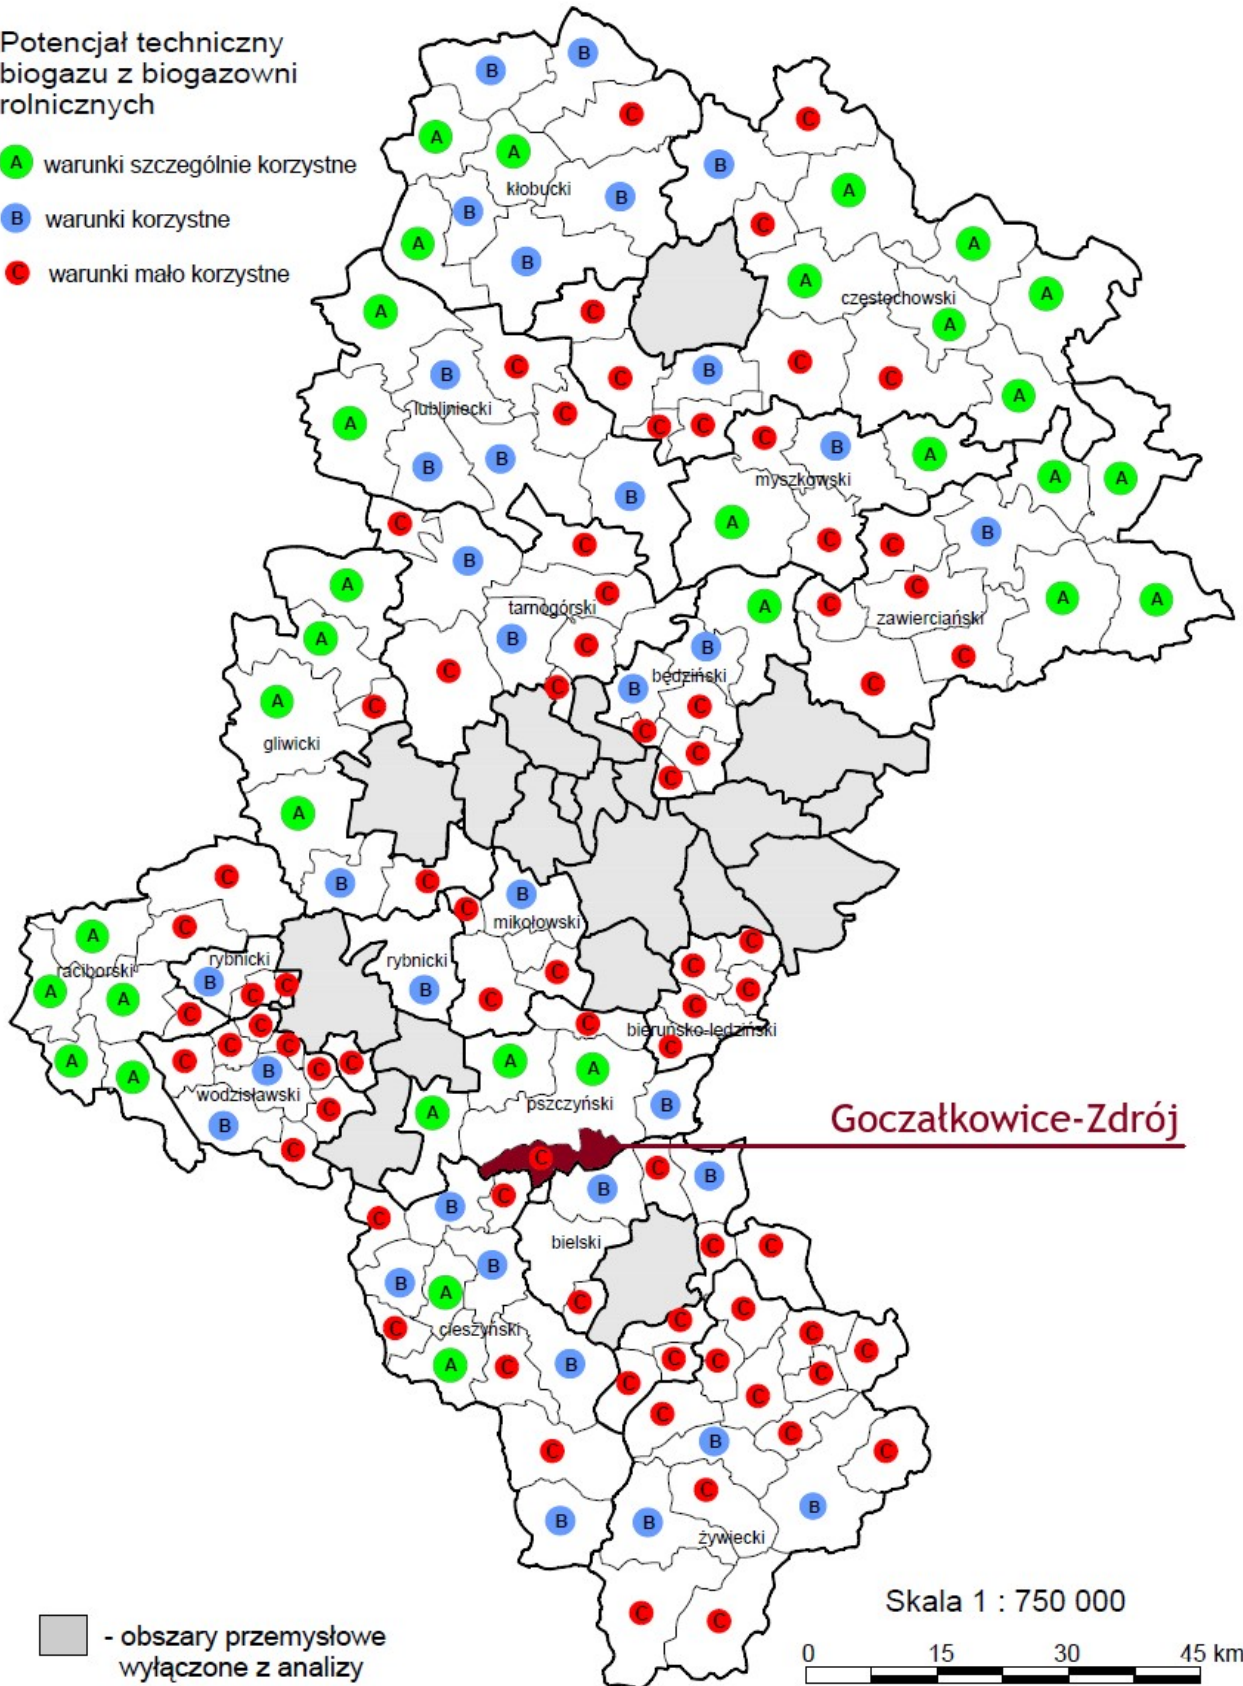 Potencjał techniczny
biogazu z biogazowni
rolniczych
A warunki szczególnie korzystne
B warunki korzystne
C warunki mało korzystne
B B
C C
A A B
kłobucki A
B B C
A B A
A C A częstochowski A
A
B C C B C C
lubliniecki A
A C C C C B A
B B myszkowski A A
B A
C C C C B
B A
A C A C C A A
tarnogórski zawierciański
A B C B C
C będziński
A C C B C C
gliwicki C
C C
A
C B C B
C mikołowski
A C C
raciborski rybnicki rybnicki C
A A B C C B C C C
C C C C bieruńsko-lędziński
A A C C C B C C A A C
wodzisławski pszczyński
B C A B
C
Goczałkowice-Zdrój
C
C B C B B
C
bielski C C
B A B C
C cieszyński C C C
A C B C C C C C
C C
B C C
C
B B C B
żywiecki
C C
Skala 1 : 750 000
- obszary przemysłowe
wyłączone z analizy
0 15 30 45 km